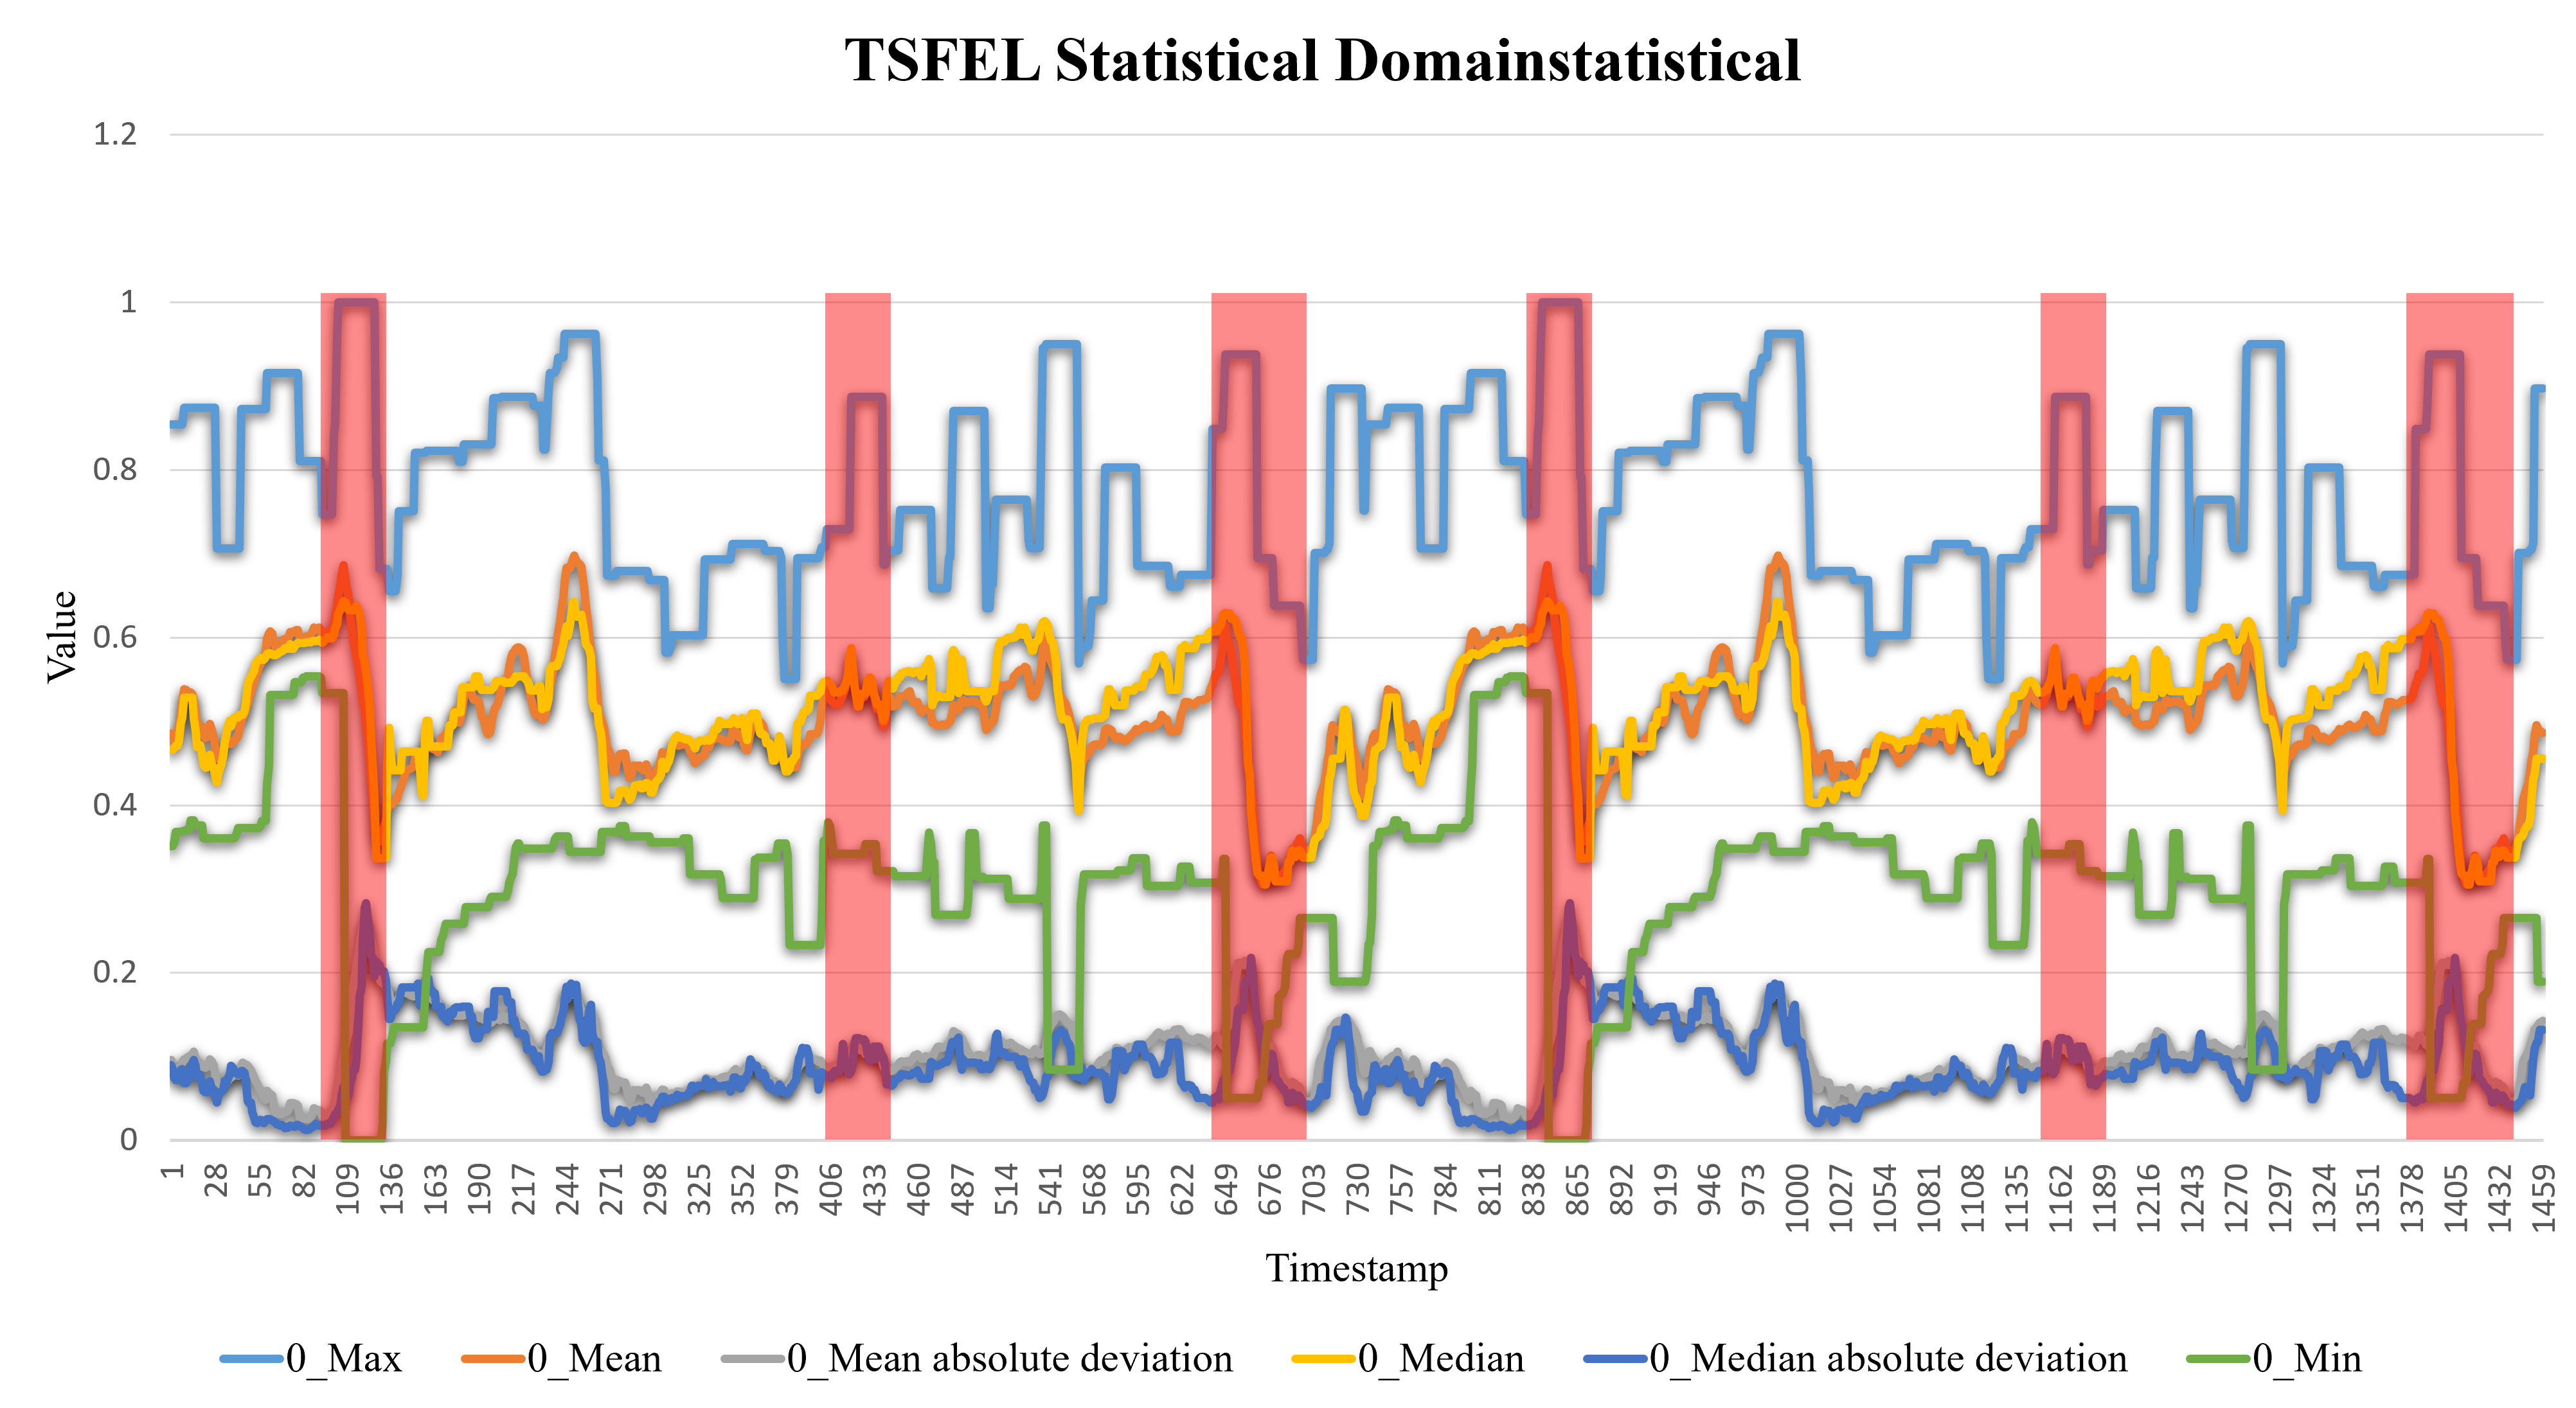 TSFEL Statistical Domainstatistical
1.2
1
0.8
0.6
0.4
0.2
0
Value
1 28 55 82 109 136 163 190 217 244 271 298 325 352 379 406 433 460 487 514 541 568 595 622 649 676 703 730 757 784 811 838 865 892 919 946 973 1000 1027 1054 1081 1108 1135 1162 1189 1216 1243 1270 1297 1324 1351 1378 1405 1432 1459
Timestamp
0_Max 0_Mean 0_Mean absolute deviation 0_Median 0_Median absolute deviation 0_Min